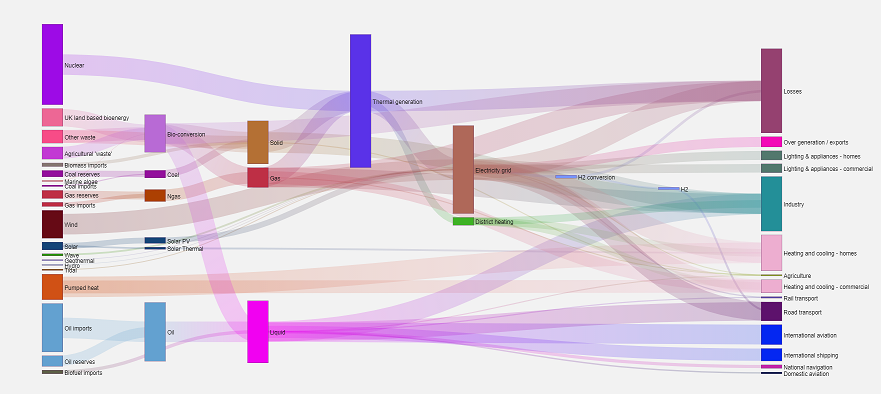 Nuclear
UK land based bioenergy
Other waste
Agricultural 'waste'
Biomass imports
Coal reserves
Marine algae
Coal imports
Gas reserves
Gas imports
Wind
Solar
Wave
Geothermal
Hydro
Tidal
Pumped heat
Oil imports
Oil reserves
Biofuel imports
Bio-conversion
Coal
Ngas
Solar PV
Solar Thermal
Oil
Solid
Gas
Liquid
Thermal generation
Electricity grid
District heating
H2 conversion
H2
Losses
Over generation / exports
Lighting & appliances - homes
Lighting & appliances - commercial
Industry
Heating and cooling - homes
Agriculture
Heating and cooling - commercial
Rail transport
Road transport
International aviation
International shipping
National navigation
Domestic aviation